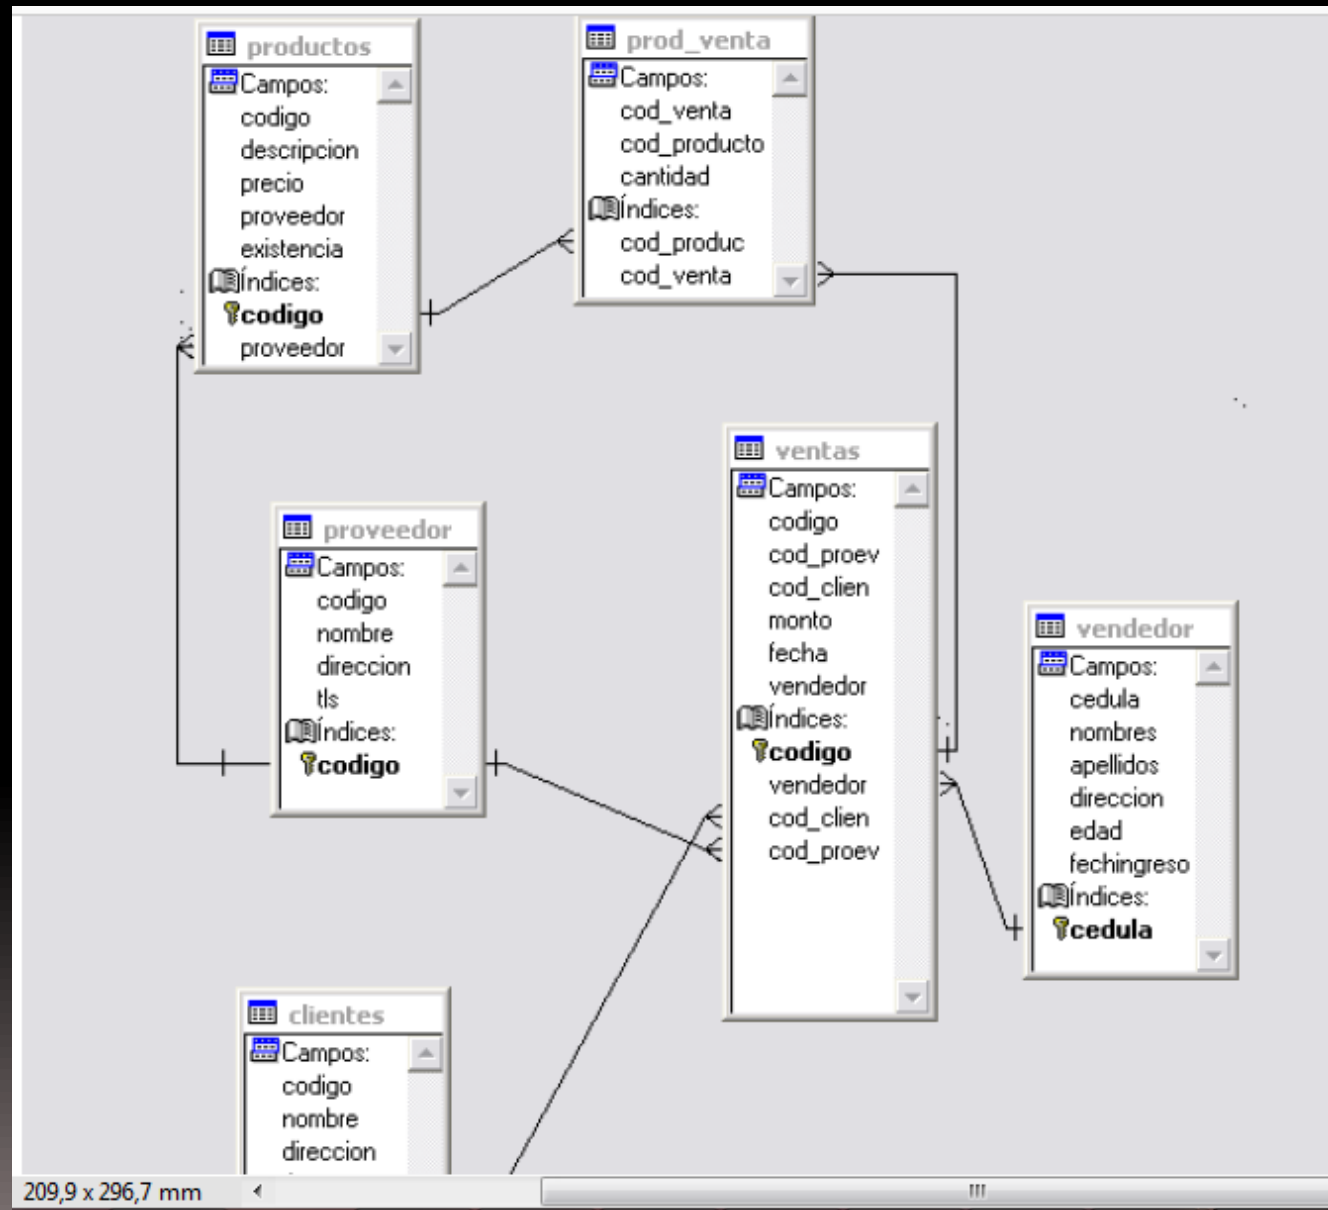 productos
Campos:
codigo
descripcion
precio
proveedor
existencia
Índices:
codigo
proveedor
prod_venta
Campos:
cod_venta
cod_producto
cantidad
Índices:
cod_produc
cod_venta
ventas
Campos:
codigo
cod_proev
cod_clien
monto
fecha
vendedor
Índices:
codigo
vendedor
cod_clien
cod_proev
proveedor
Campos:
codigo
nombre
direccion
tls
Índices:
codigo
vendedor
Campos:
cedula
nombres
apellidos
direccion
edad
fechingreso
Índices:
cedula
clientes
Campos:
codigo
nombre
direccion
209,9 x 296,7 mm